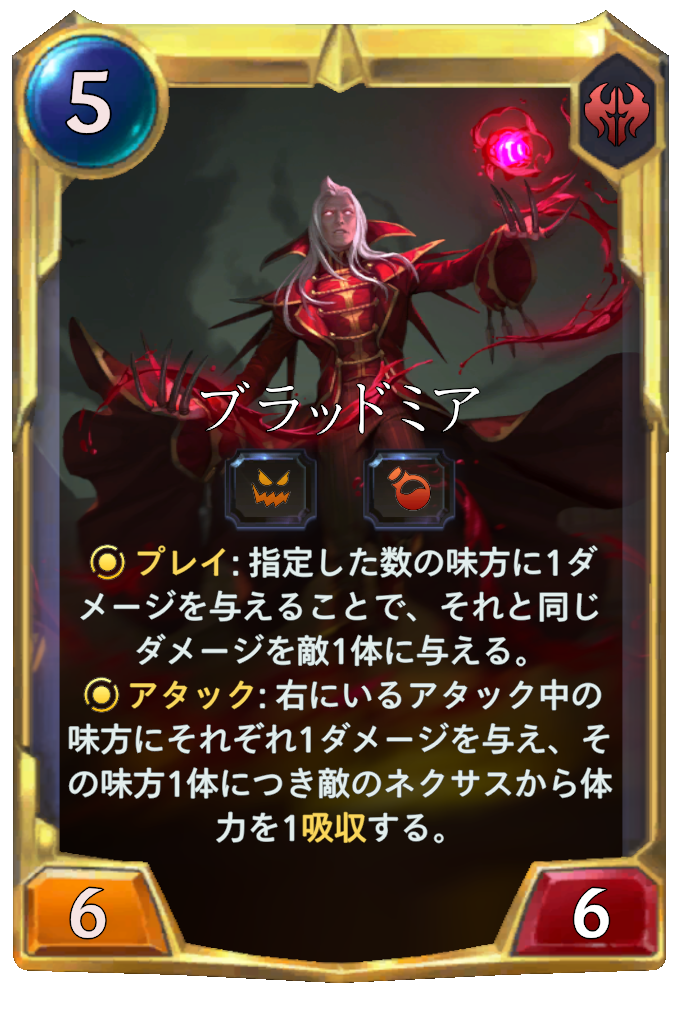 5
ブラッドミア
プレイ: 指定した数の味方に1ダ
メージを与えることで、それと同じ
ダメージを敵1体に与える。
アタック: 右にいるアタック中の
味方にそれぞれ1ダメージを与え、そ
の味方1体につき敵のネクサスから体
力を1吸収する。
6
6